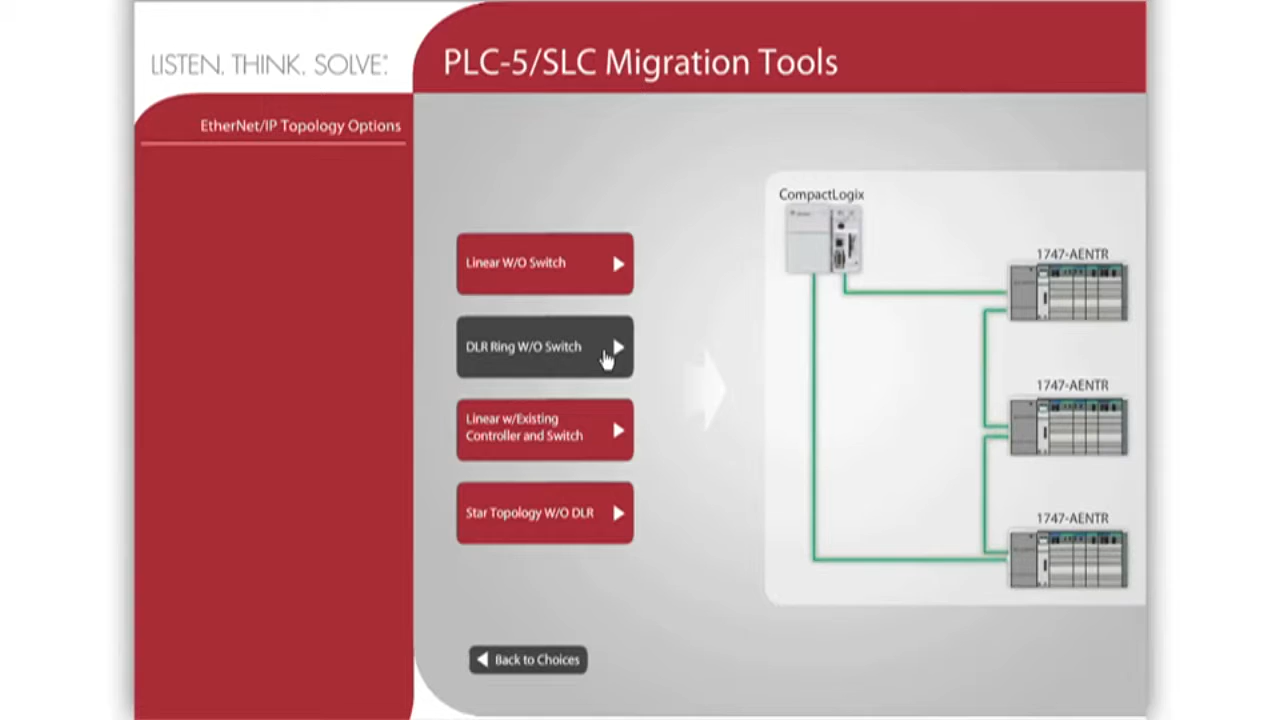 LISTEN. THINK. SOLVE.
PLC-5/SLC Migration Tools
EtherNet/IP Topology Options
Linear W/O Switch
DLR Ring W/O Switch
Linear w/Existing
Controller and Switch
Star Topology W/O DLR
Back to Choices
CompactLogix
1747-AENTR
1747-AENTR
1747-AENTR